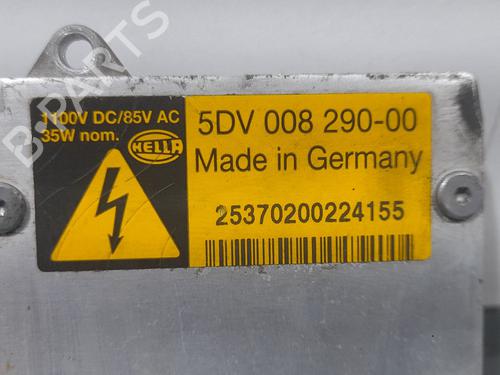 B-PARTS
1100V DC/85V AC
35W nom.
HELLA
5DV 008 290-00
Made in Germany
25370200224155